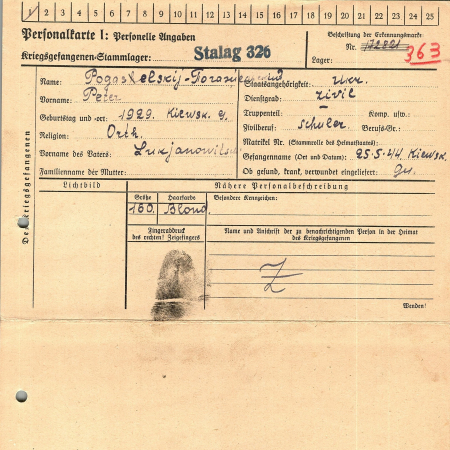 1 2 3 4 5 6 7 8 9 10 11 12 13 14 15 16 17 18 19 20 21 22 23 24 25
Personalkarte I: Personelle Angaben
Kriegsgefangenen-Stammlager: Stalag 326
Beschriftung der Erkennungsmarke
Nr. 363
Lager:
Des Kriegsgefangenen
Name:
Vorname: Peter
Geburtstag und -ort: 1929. Kiewsk. g.
Religion: Orth.
Vorname des Vaters:
Familienname der Mutter:
Staatsangehörigkeit: Ukr.
Dienstgrad: Zivil
Truppenteil: Komp. usw.:
Zivilberuf: Schuler Berufs-Gr.:
Matrikel Nr. (Stammrolle des Heimatstaates):
Gefangennahme (Ort und Datum): 25.5.44 Kiewsk.
Ob gesund, krank, verwundet eingeliefert: ges.
Lichtbild
Nähere Personalbeschreibung
Größe Haarfarbe Besondere Kennzeichen:
160. Blond.
Fingerabdruck
des rechten! Zeigefingers
Name und Anschrift der zu benachrichtigenden Person in der Heimat
des Kriegsgefangenen
Z
Wenden!